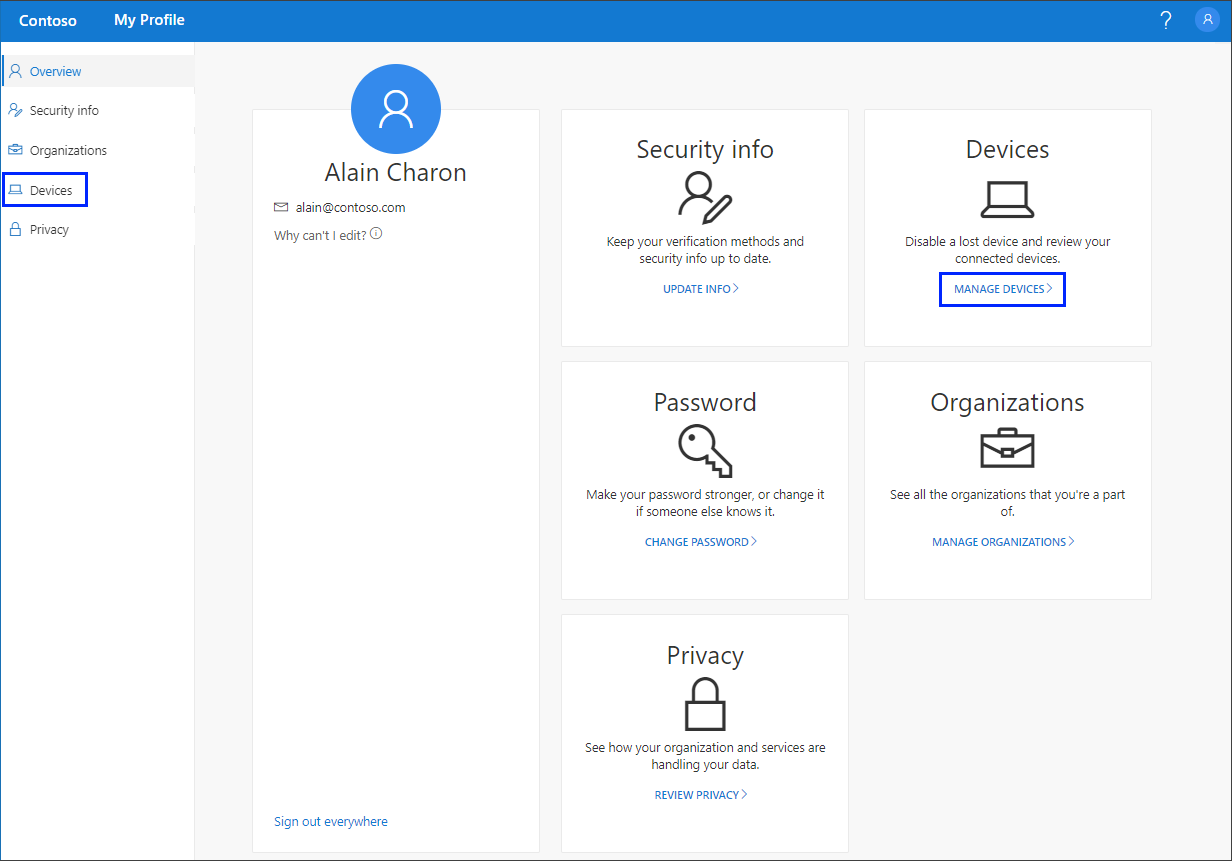 Contoso
My Profile
?
Overview
Security info
Organizations
Devices
Privacy
Alain Charon
alain@contoso.com
Why can't I edit?
Sign out everywhere
Security info
Keep your verification methods and
security info up to date.
UPDATE INFO
Devices
Disable a lost device and review your
connected devices.
MANAGE DEVICES
Password
Make your password stronger, or change it
if someone else knows it.
CHANGE PASSWORD
Organizations
See all the organizations that you're a part
of.
MANAGE ORGANIZATIONS
Privacy
See how your organization and services are
handling your data.
REVIEW PRIVACY